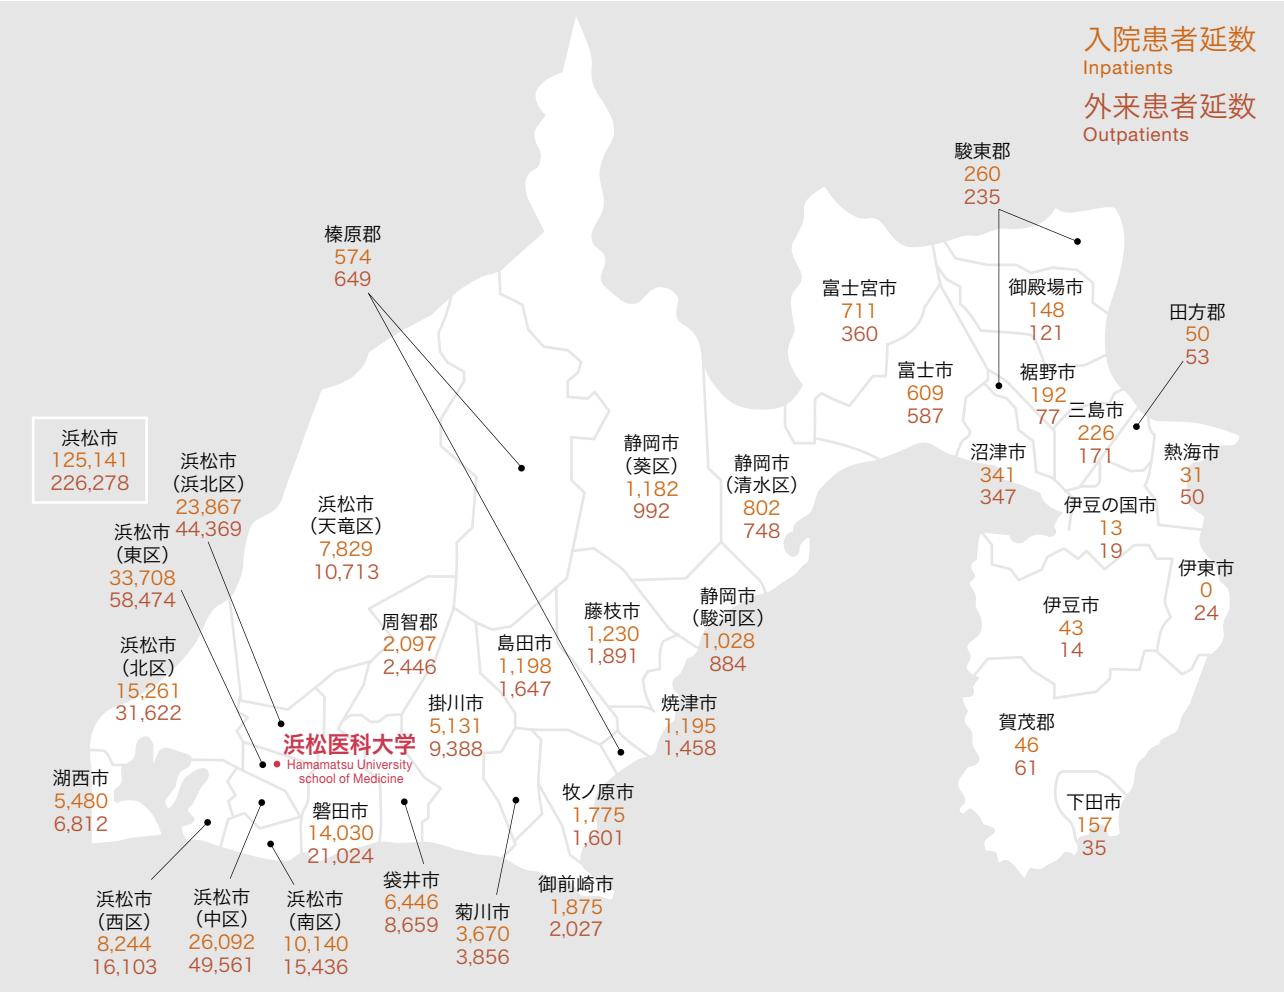 入院患者延数
Inpatients
外来患者延数
Outpatients
駿東郡
260
235
榛原郡
574
649
富士宮市
711
360
御殿場市
148
121
田方郡
50
53
富士市
609
587
裾野市
192
77
三島市
226
171
浜松市
125,141
226,278
浜松市
（浜北区）
23,867
44,369
静岡市
（葵区）
1,182
992
静岡市
（清水区）
802
748
沼津市
341
347
熱海市
31
50
浜松市
（天竜区）
7,829
10,713
伊豆の国市
13
19
浜松市
（東区）
33,708
58,474
伊東市
0
24
静岡市
（駿河区）
1,028
884
藤枝市
1,230
1,891
伊豆市
43
14
周智郡
2,097
2,446
島田市
1,198
1,647
浜松市
（北区）
15,261
31,622
掛川市
5,131
9,388
焼津市
1,195
1,458
賀茂郡
46
61
浜松医科大学
Hamamatsu University
school of Medicine
湖西市
5,480
6,812
牧ノ原市
1,775
1,601
下田市
157
35
磐田市
14,030
21,024
袋井市
6,446
8,659
御前崎市
1,875
2,027
浜松市
（西区）
8,244
16,103
浜松市
（中区）
26,092
49,561
浜松市
（南区）
10,140
15,436
菊川市
3,670
3,856